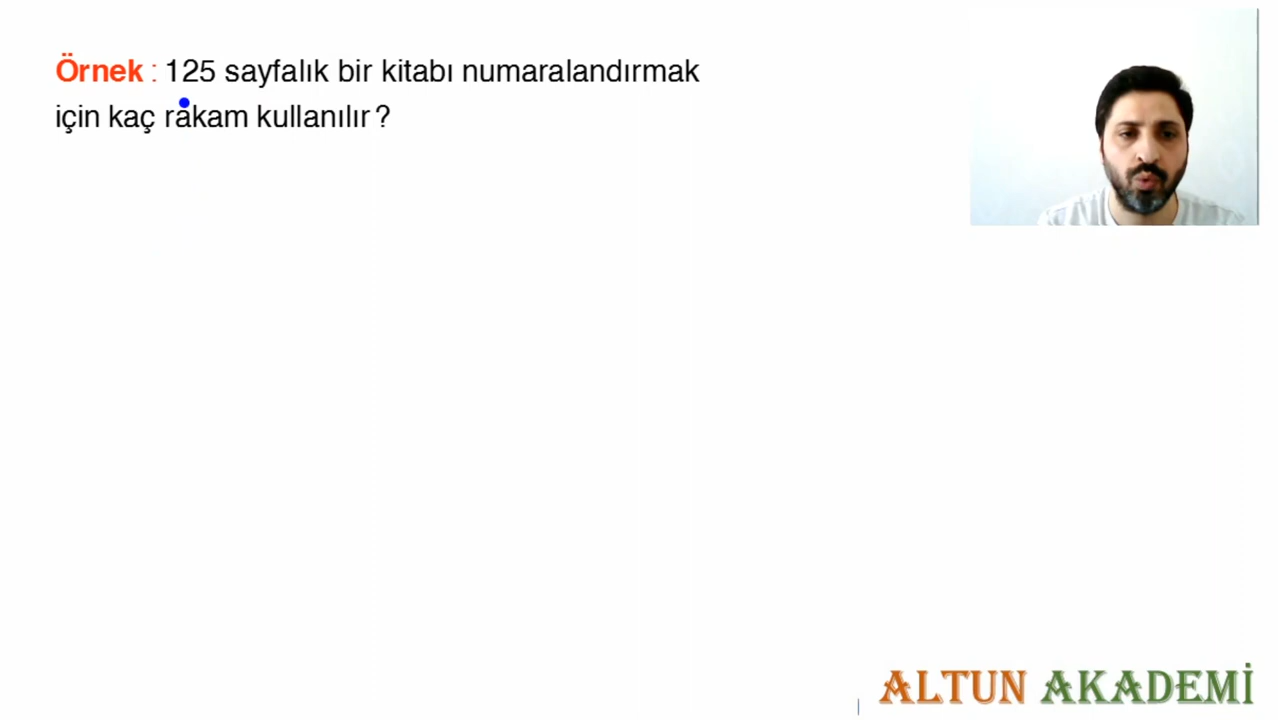 Örnek : 125 sayfalık bir kitabı numaralandırmak
için kaç rakam kullanılır ?
ALTUN AKADEMİ